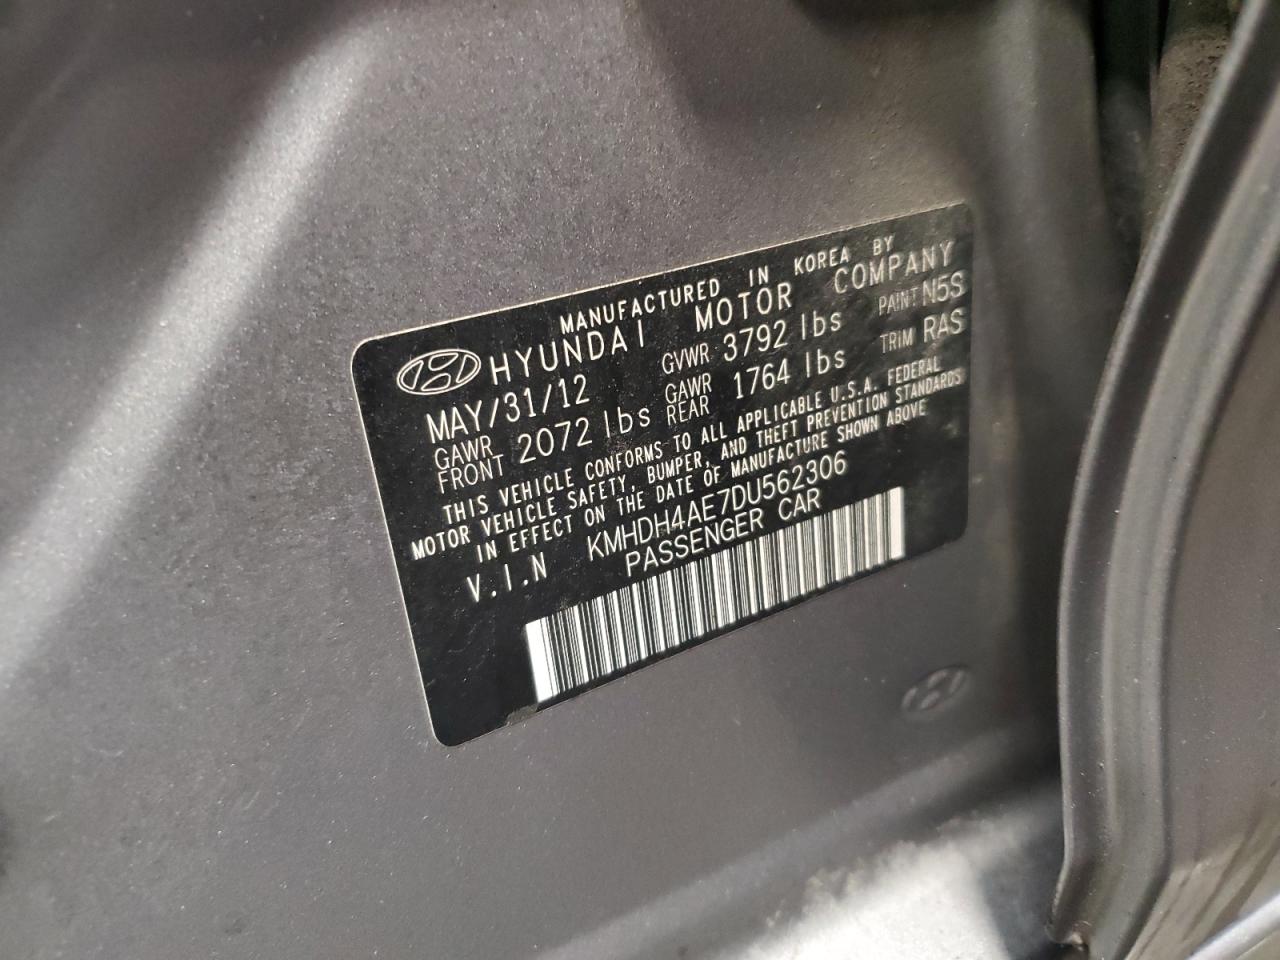 MANUFACTURED IN KOREA BY
HYUNDAI MOTOR COMPANY
MAY/31/12 GVWR 3792 lbs PAINT N5S
GAWR FRONT 2072 lbs GAWR REAR 1764 lbs TRIM RAS
THIS VEHICLE CONFORMS TO ALL APPLICABLE U.S.A. FEDERAL
MOTOR VEHICLE SAFETY, BUMPER, AND THEFT PREVENTION STANDARDS
IN EFFECT ON THE DATE OF MANUFACTURE SHOWN ABOVE
V.I.N KMHDH4AE7DU562306
PASSENGER CAR